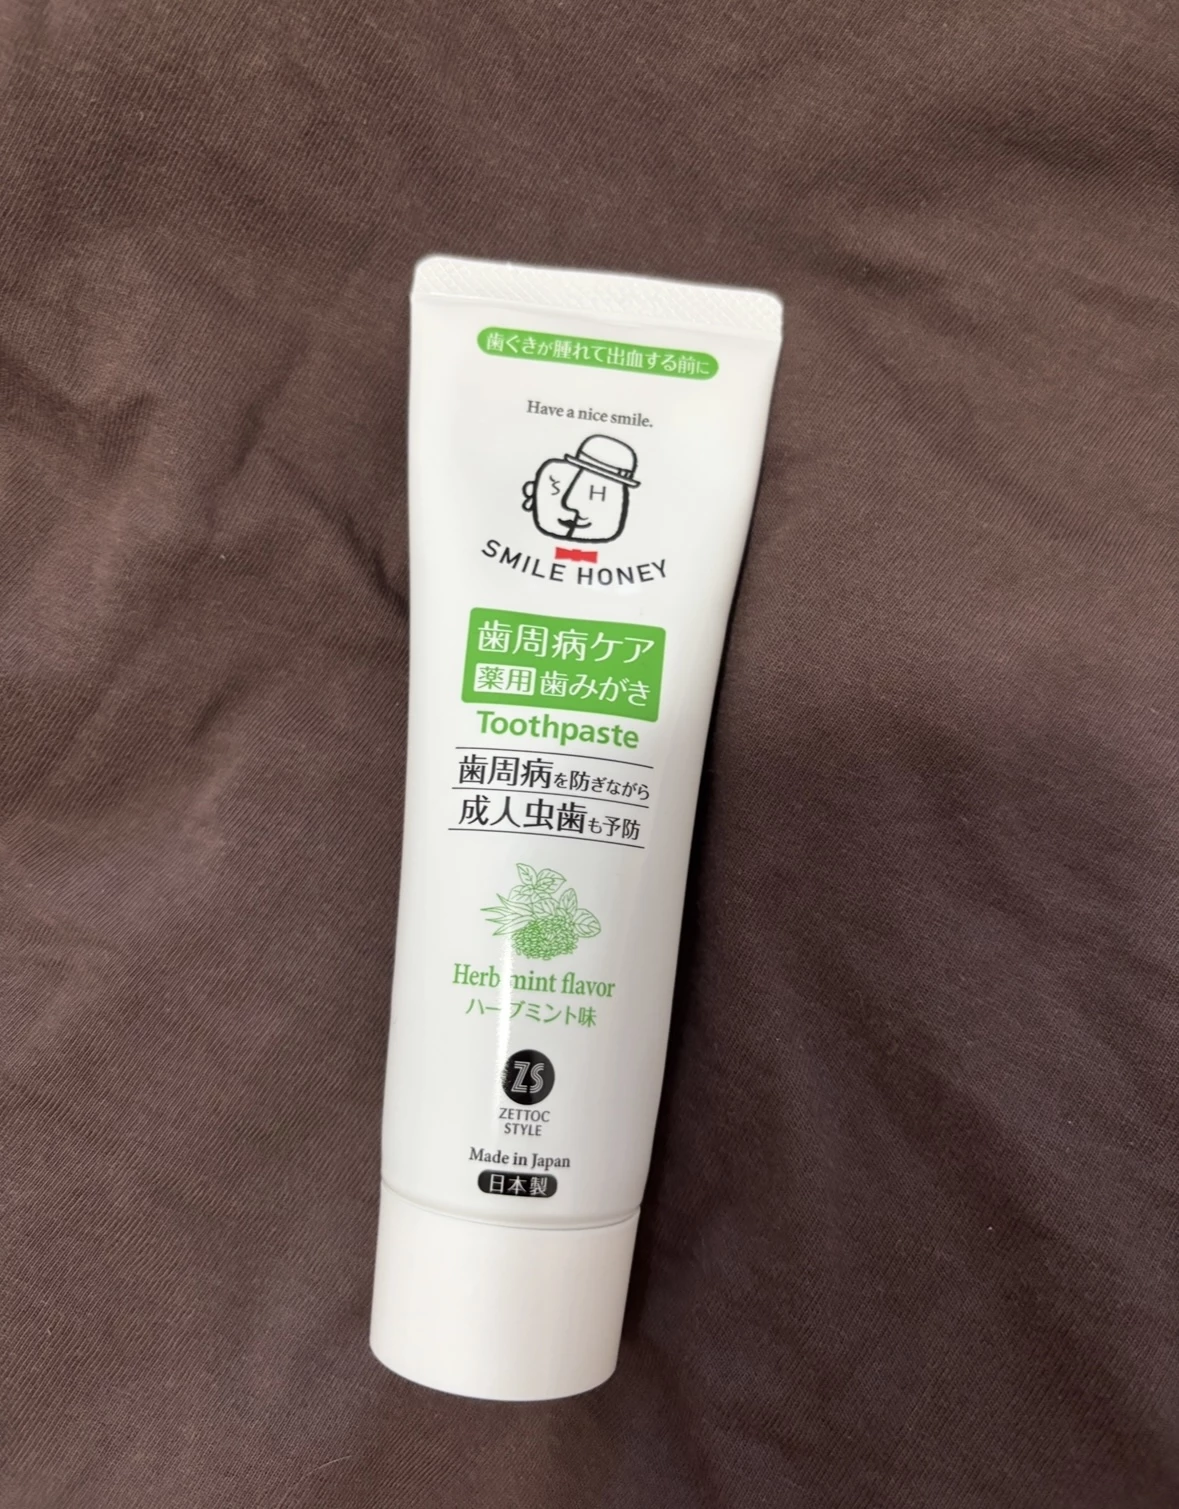 歯ぐきが腫れて出血する前に
Have a nice smile.
S H
SMILE HONEY
歯周病ケア
薬用 歯みがき
Toothpaste
歯周病を防ぎながら
成人虫歯も予防
Herb mint flavor
ハーブミント味
ZS
ZETTOC
STYLE
Made in Japan
日本製